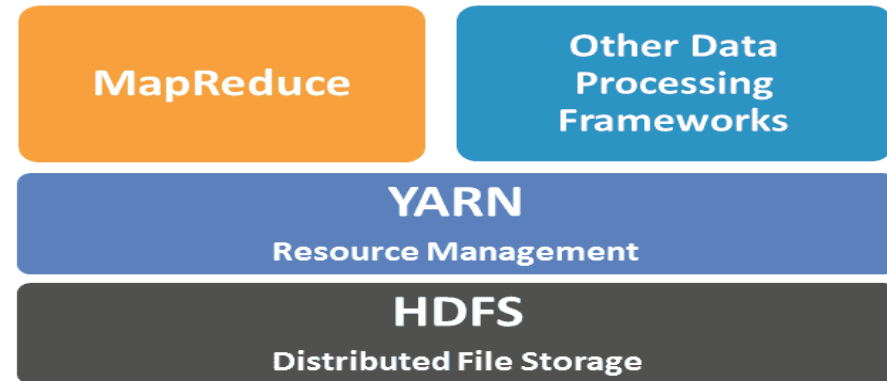 MapReduce
Other Data
Processing
Frameworks
YARN
Resource Management
HDFS
Distributed File Storage